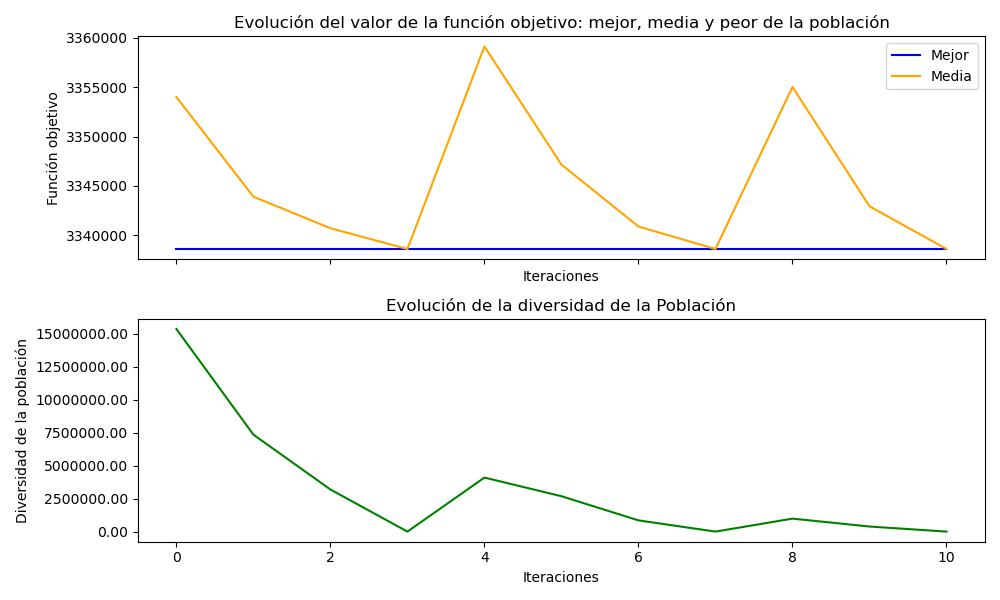 Evolución del valor de la función objetivo: mejor, media y peor de la población
3360000
3355000
3350000
3345000
3340000
Función objetivo
Mejor
Media
Iteraciones
Evolución de la diversidad de la Población
15000000.00
12500000.00
10000000.00
7500000.00
5000000.00
2500000.00
0.00
Diversidad de la población
0 2 4 6 8 10
Iteraciones